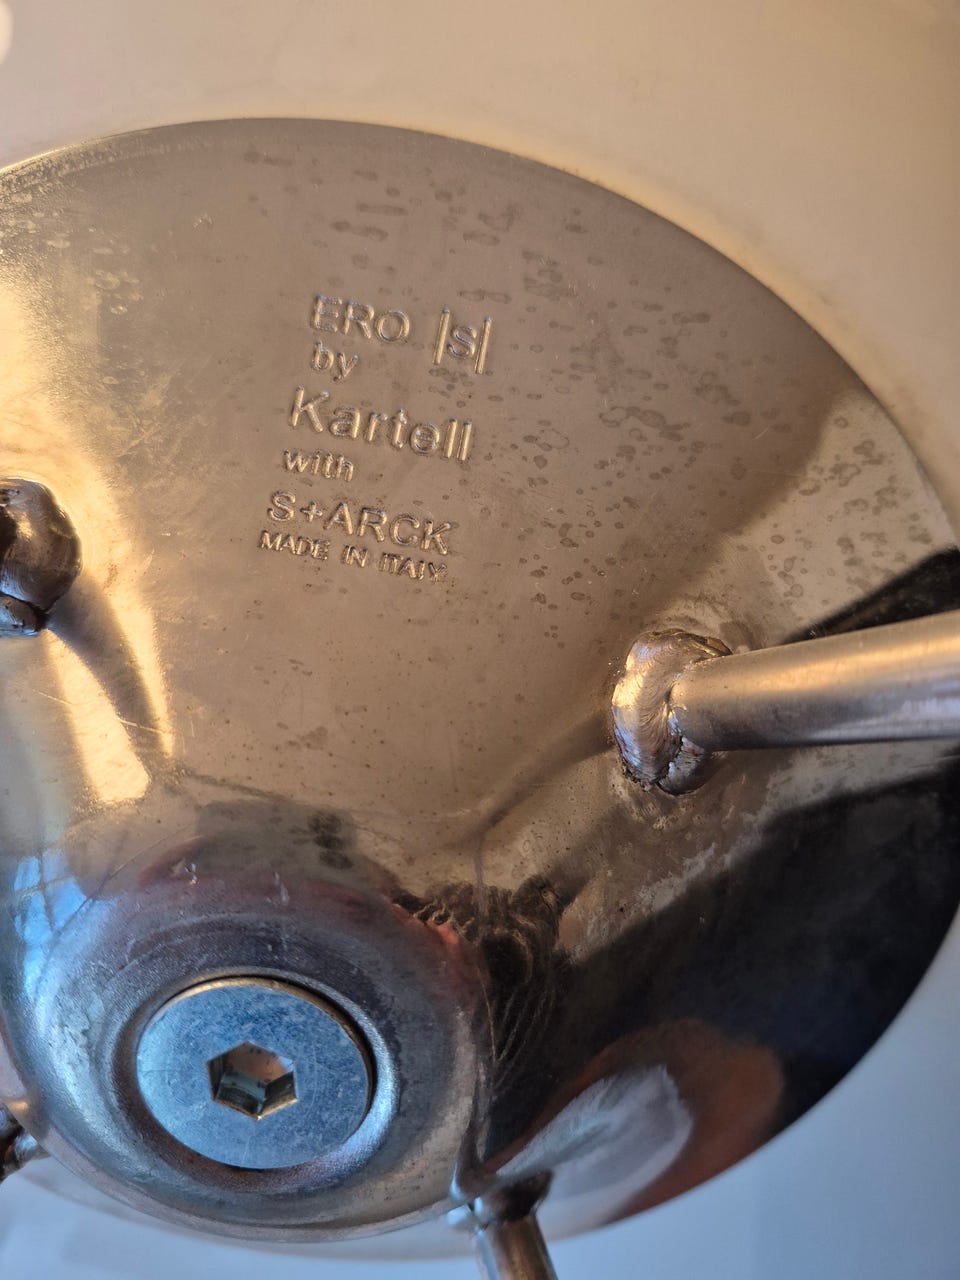 ERO |S|
by
Kartell
with
S+ARCK
MADE IN ITALY